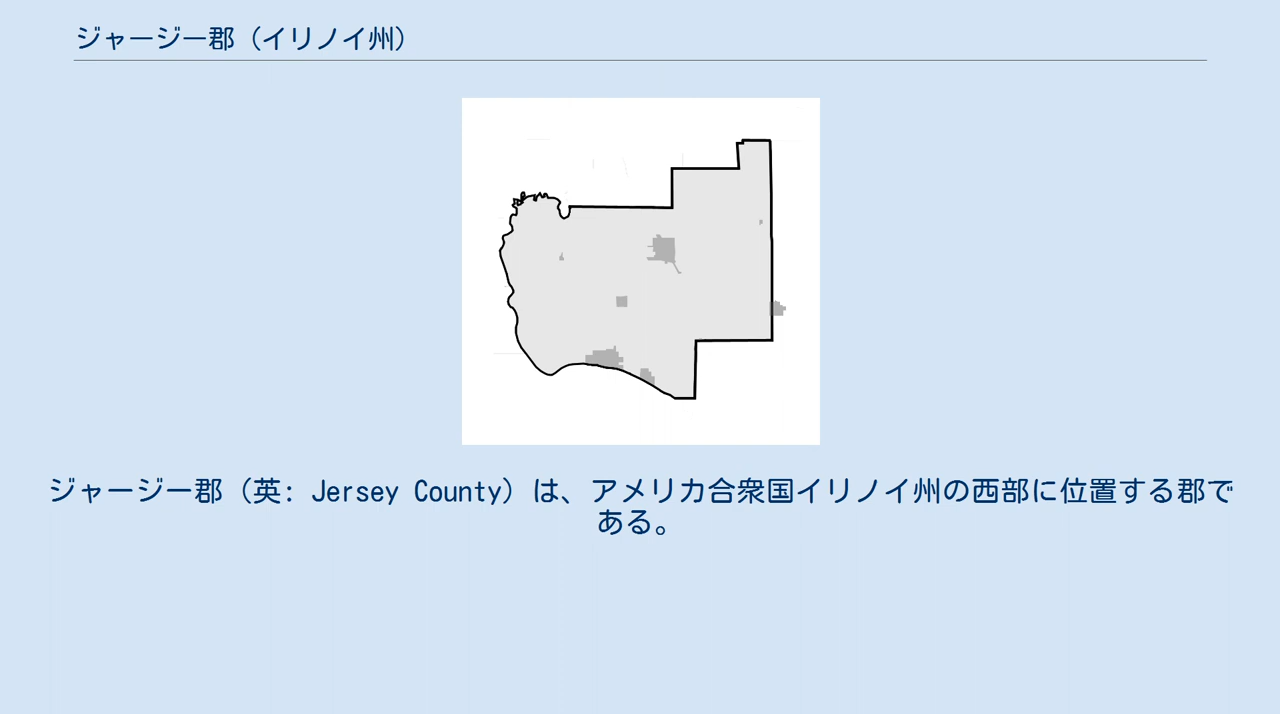 ジャージー郡（イリノイ州）
ジャージー郡（英: Jersey County）は、アメリカ合衆国イリノイ州の西部に位置する郡で
ある。